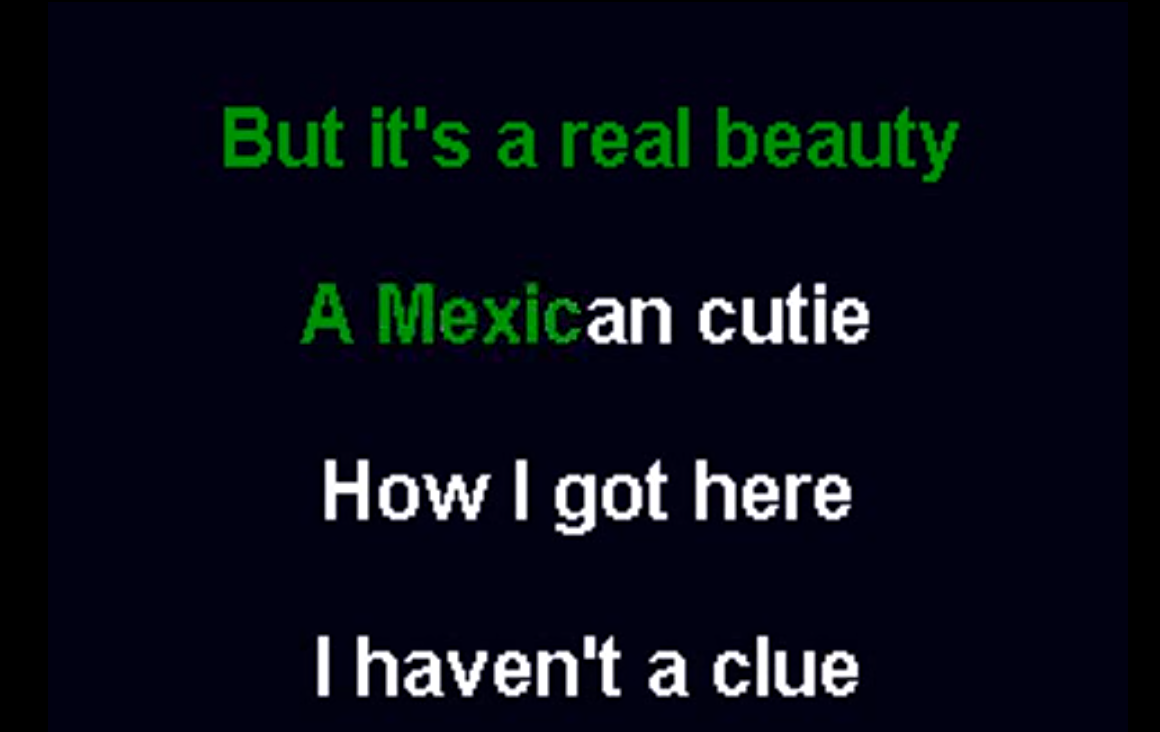 But it's a real beauty
A Mexican cutie
How I got here
I haven't a clue